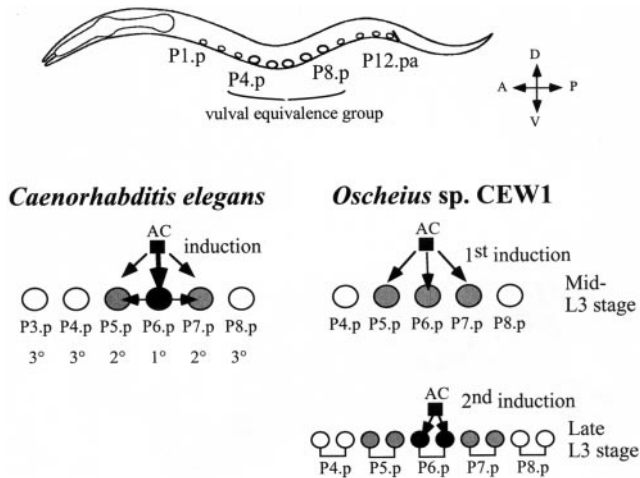 P1.p P4.p P8.p P12.pa
vulval equivalence group
D
A P
V
Caenorhabditis elegans
AC
induction
P3.p P4.p P5.p P6.p P7.p P8.p
3° 3° 2° 1° 2° 3°
Oscheius sp. CEW1
AC
1st induction
Mid-
L3 stage
P4.p P5.p P6.p P7.p P8.p
AC
2nd induction
Late
L3 stage
P4.p P5.p P6.p P7.p P8.p